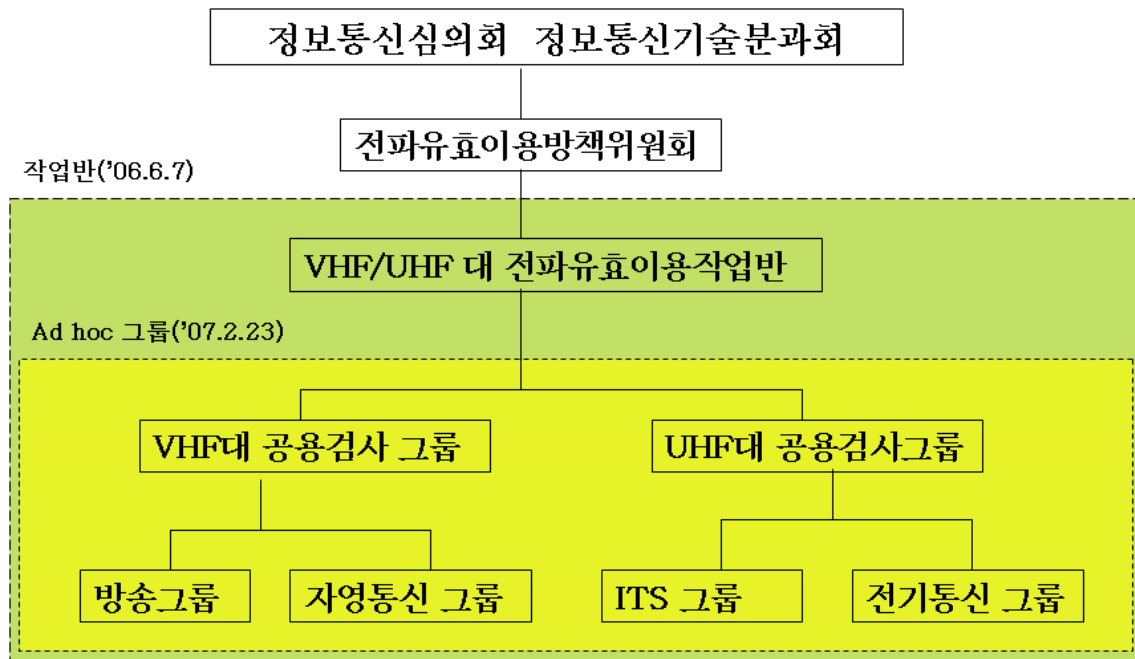 정보통신심의회 정보통신기술분과회
전파유효이용방책위원회
작업반('06.6.7)
VHF/UHF 대 전파유효이용작업반
Ad hoc 그룹('07.2.23)
VHF대 공용검사 그룹
UHF대 공용검사그룹
방송그룹
자영통신 그룹
ITS 그룹
전기통신 그룹